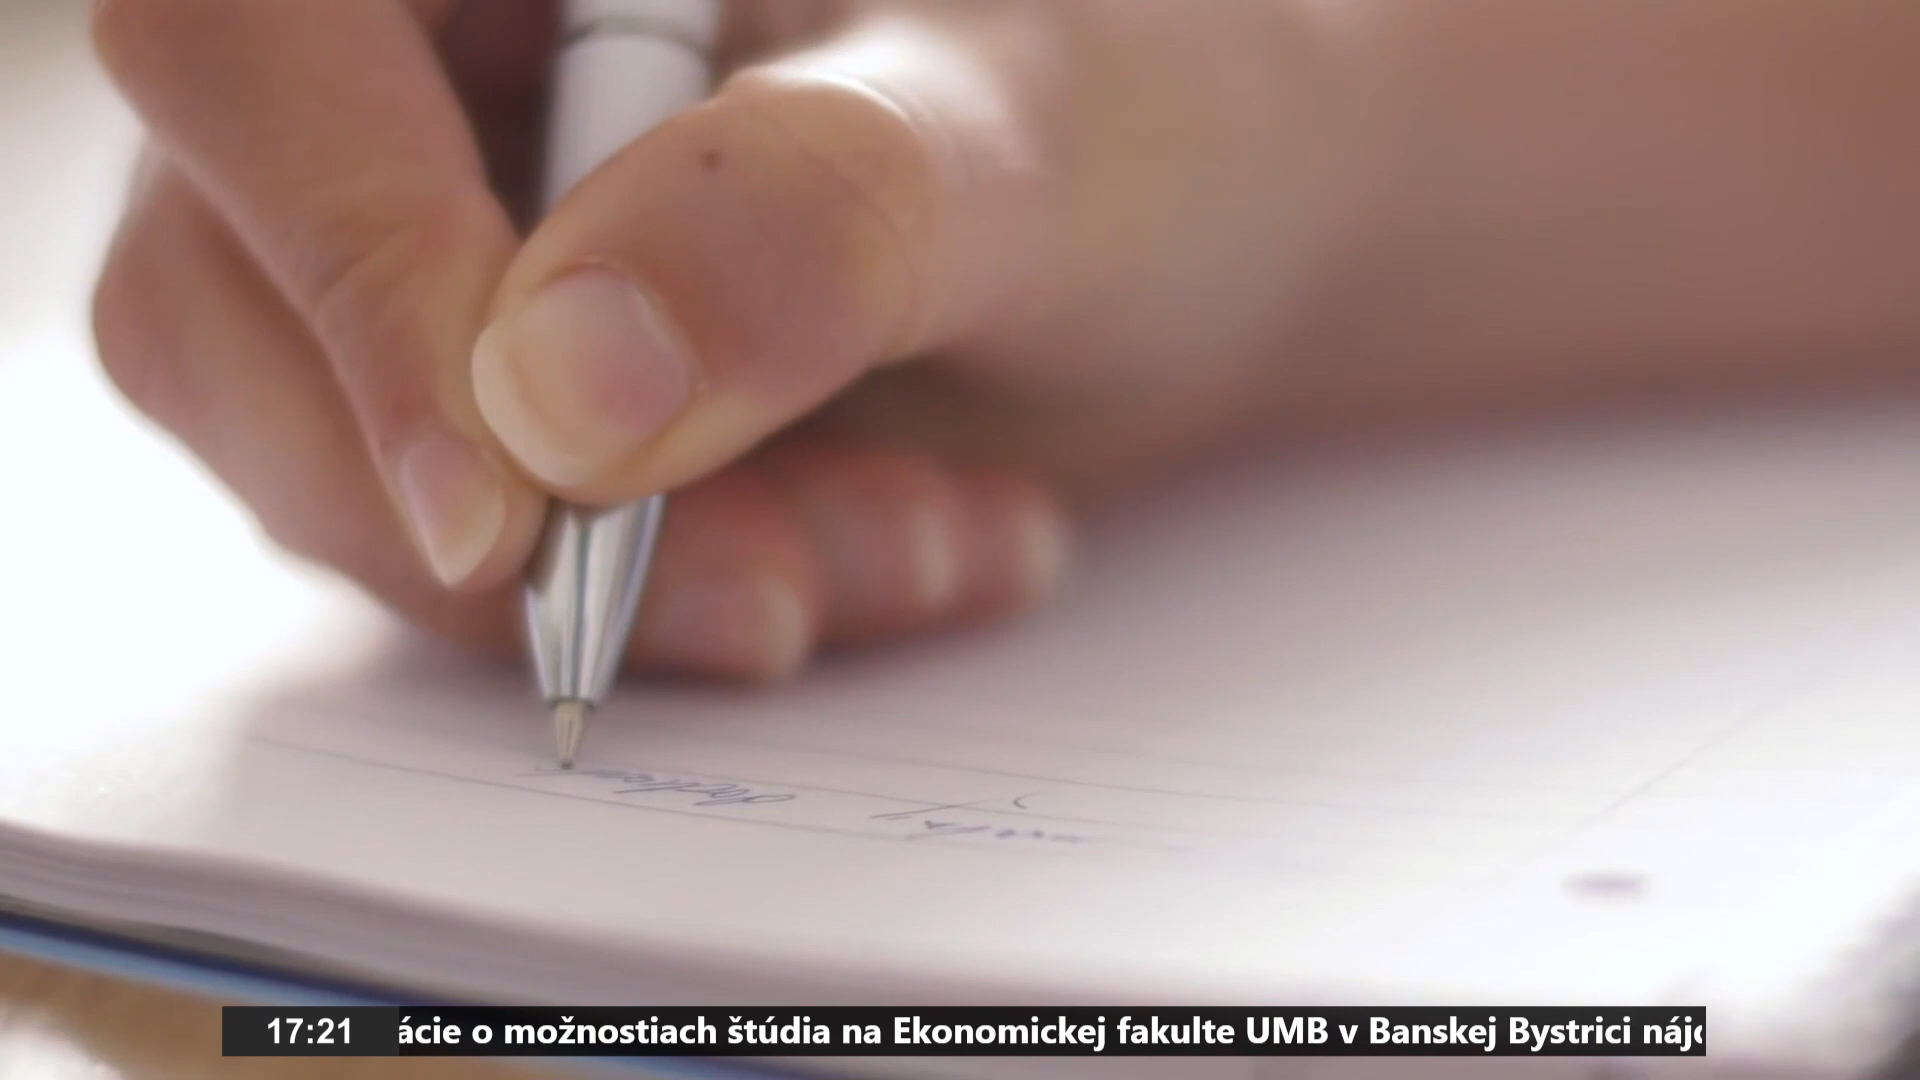 17:21 ácie o možnostiach štúdia na Ekonomickej fakulte UMB v Banskej Bystrici nájd